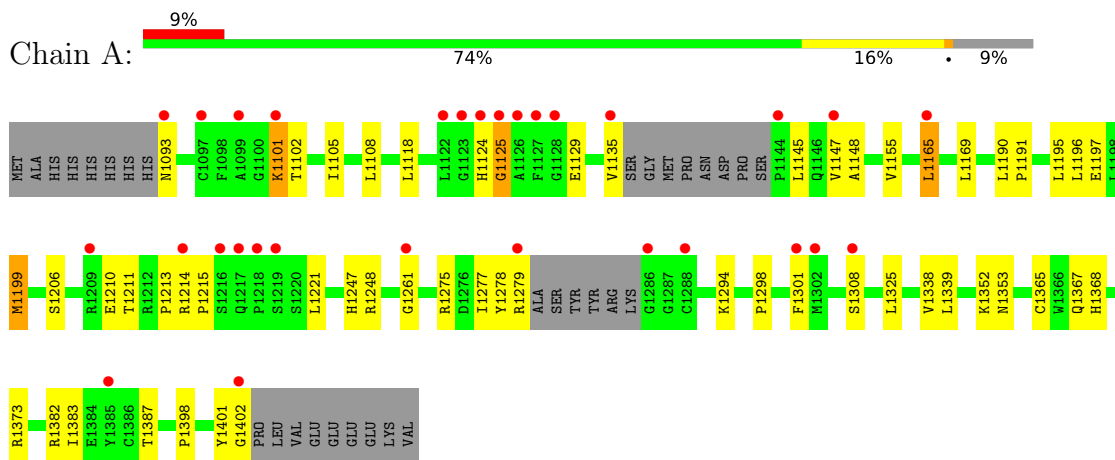 9%
Chain A:
74% 16% • 9%
MET ALA HIS HIS HIS HIS HIS HIS N1093 C1097 F1098 A1099 G1100 K1101 T1102 I1105 L1108 L1118 L1122 G1123 H1124 G1125 A1126 F1127 G1128 E1129 V1135 SER GLY MET PRO ASN ASP PRO SER P1144 L1145 Q1146 V1147 A1148 V1155 L1165 L1169 L1190 P1191 L1195 L1196 E1197 L1198
M1199 S1206 R1209 E1210 T1211 R1212 P1213 R1214 P1215 S1216 Q1217 P1218 S1219 S1220 L1221 H1247 R1248 G1261 R1275 D1276 I1277 Y1278 R1279 ALA SER TYR TYR ARG LYS G1286 G1287 C1288 K1294 P1298 F1301 M1302 S1308 L1325 V1338 L1339 K1352 N1353 C1365 W1366 Q1367 H1368
R1373 R1382 I1383 E1384 Y1385 C1386 T1387 P1398 Y1401 G1402 PRO LEU VAL GLU GLU GLU GLU LYS VAL